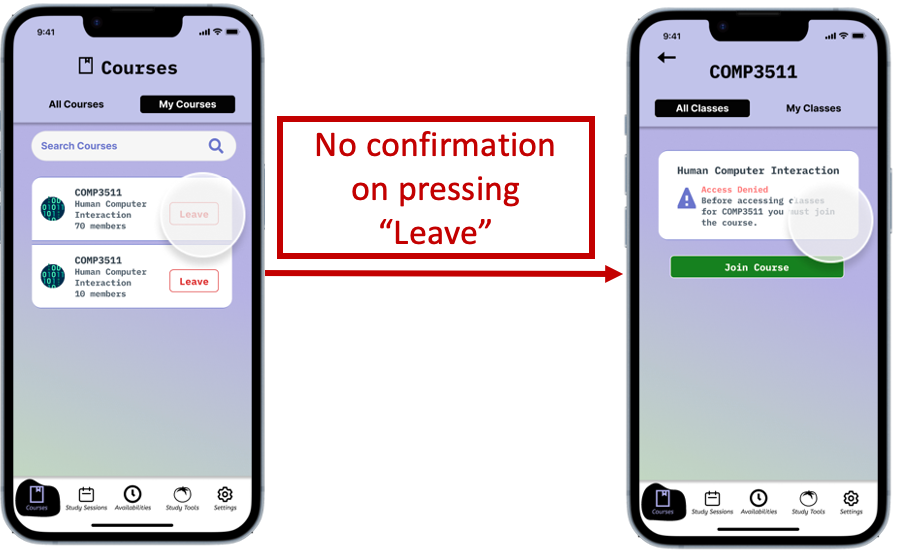 9:41
Courses
All Courses
My Courses
Search Courses
COMP3511
Human Computer
Interaction
70 members
Leave
COMP3511
Human Computer
Interaction
10 members
Leave
Courses
Study Sessions
Availabilities
Study Tools
Settings
No confirmation
on pressing
“Leave”
9:41
COMP3511
All Classes
My Classes
Human Computer Interaction
Access Denied
Before accessing classes
for COMP3511 you must join
the course.
Join Course
Courses
Study Sessions
Availabilities
Study Tools
Settings